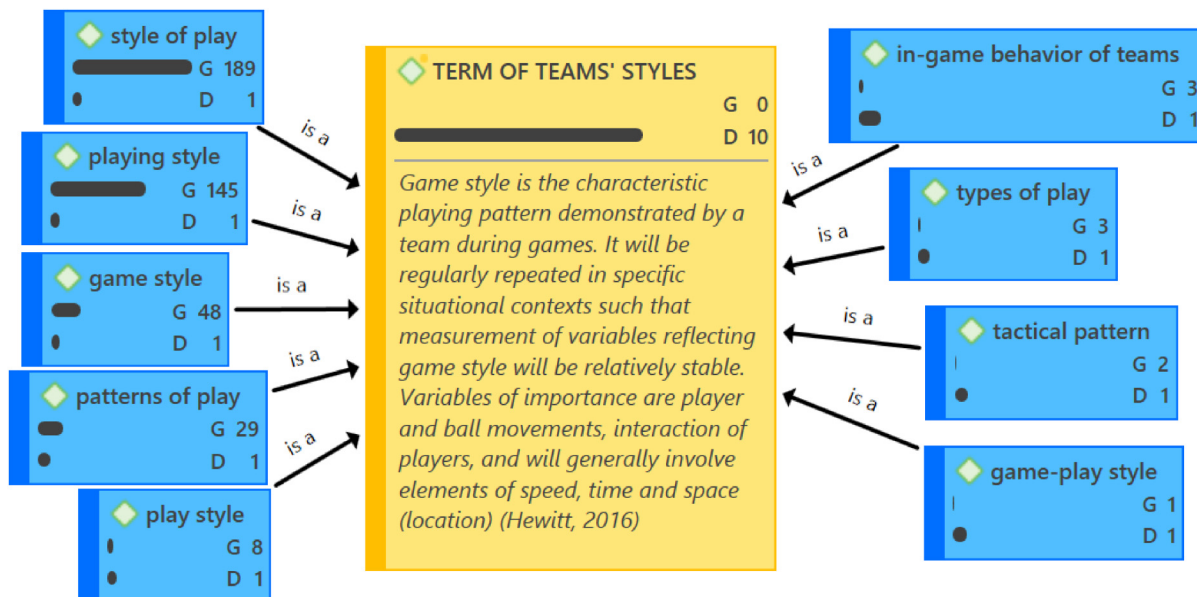 style of play
G 189
D 1
is a
playing style
G 145
D 1
is a
game style
G 48
D 1
is a
patterns of play
G 29
D 1
is a
play style
G 8
D 1
is a
TERM OF TEAMS' STYLES
G 0
D 10
Game style is the characteristic
playing pattern demonstrated by a
team during games. It will be
regularly repeated in specific
situational contexts such that
measurement of variables reflecting
game style will be relatively stable.
Variables of importance are player
and ball movements, interaction of
players, and will generally involve
elements of speed, time and space
(location) (Hewitt, 2016)
in-game behavior of teams
G 3
D 1
is a
types of play
G 3
D 1
is a
tactical pattern
G 2
D 1
is a
game-play style
G 1
D 1
is a